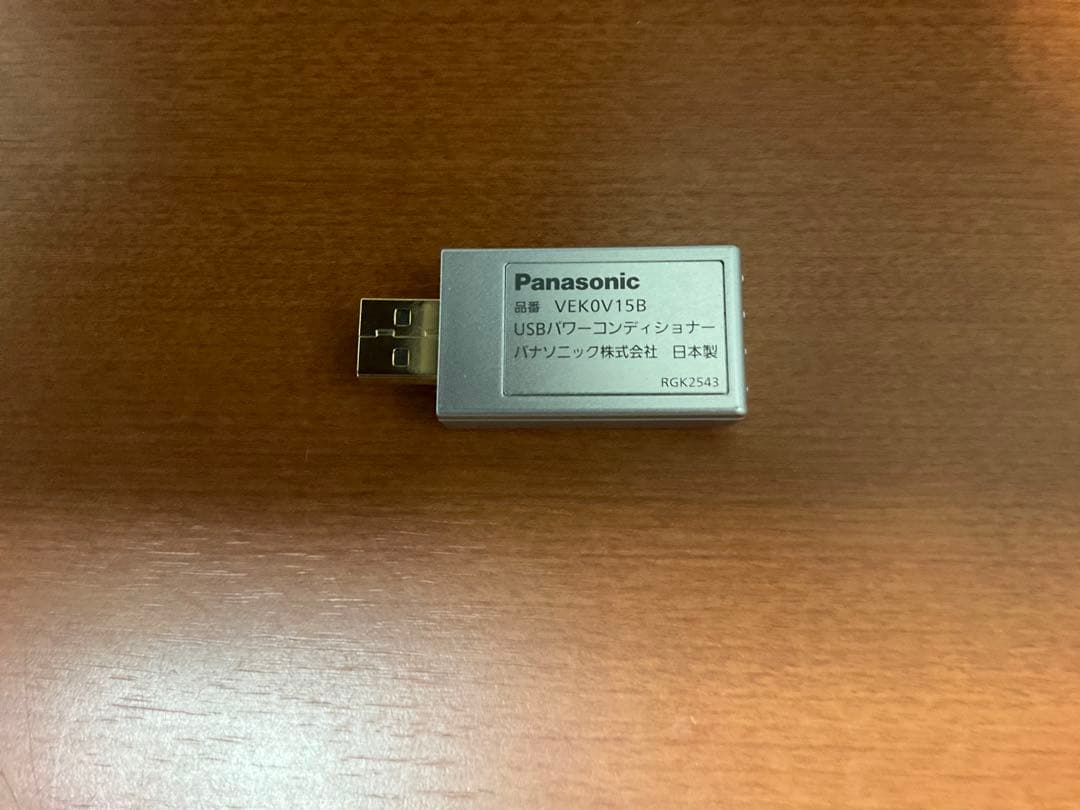 Panasonic
品番 VEK0V15B
USBパワーコンディショナー
パナソニック株式会社 日本製
RGK2543